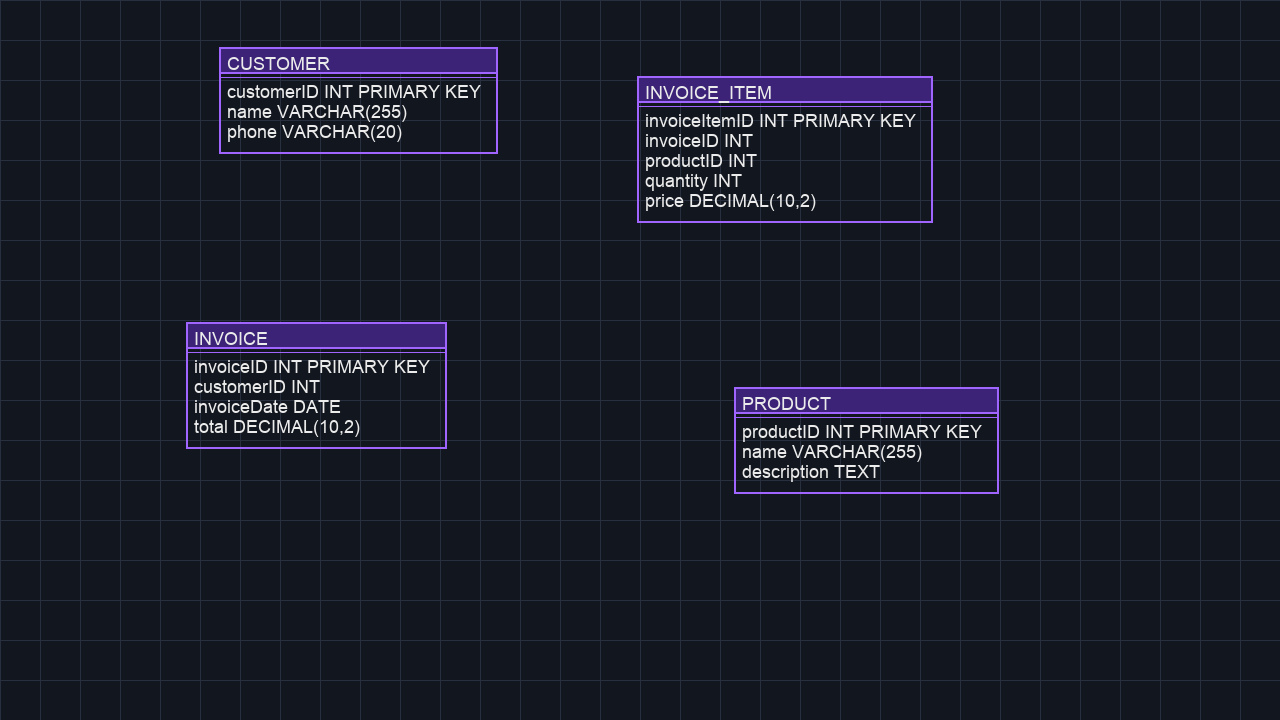 CUSTOMER
customerID INT PRIMARY KEY
name VARCHAR(255)
phone VARCHAR(20)
INVOICE_ITEM
invoiceItemID INT PRIMARY KEY
invoiceID INT
productID INT
quantity INT
price DECIMAL(10,2)
INVOICE
invoiceID INT PRIMARY KEY
customerID INT
invoiceDate DATE
total DECIMAL(10,2)
PRODUCT
productID INT PRIMARY KEY
name VARCHAR(255)
description TEXT